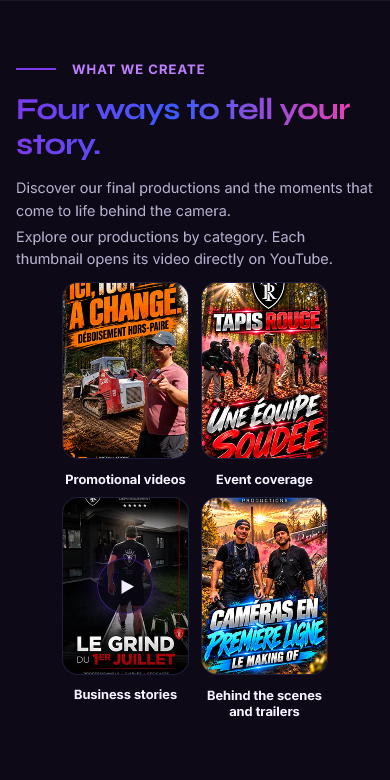 WHAT WE CREATE
Four ways to tell your
story.
Discover our final productions and the moments that
come to life behind the camera.
Explore our productions by category. Each
thumbnail opens its video directly on YouTube.
ICI, TOUT
À CHANGÉ.
DÉBOISEMENT HORS-PAIRE
TAPIS ROUGE
UNE ÉQUIPE
SOUDÉE
Promotional videos
Event coverage
LE GRIND
DU 1ER JUILLET
PRODUCTIONS
CAMÉRAS EN
PREMIÈRE LIGNE
LE MAKING OF
Business stories
Behind the scenes
and trailers